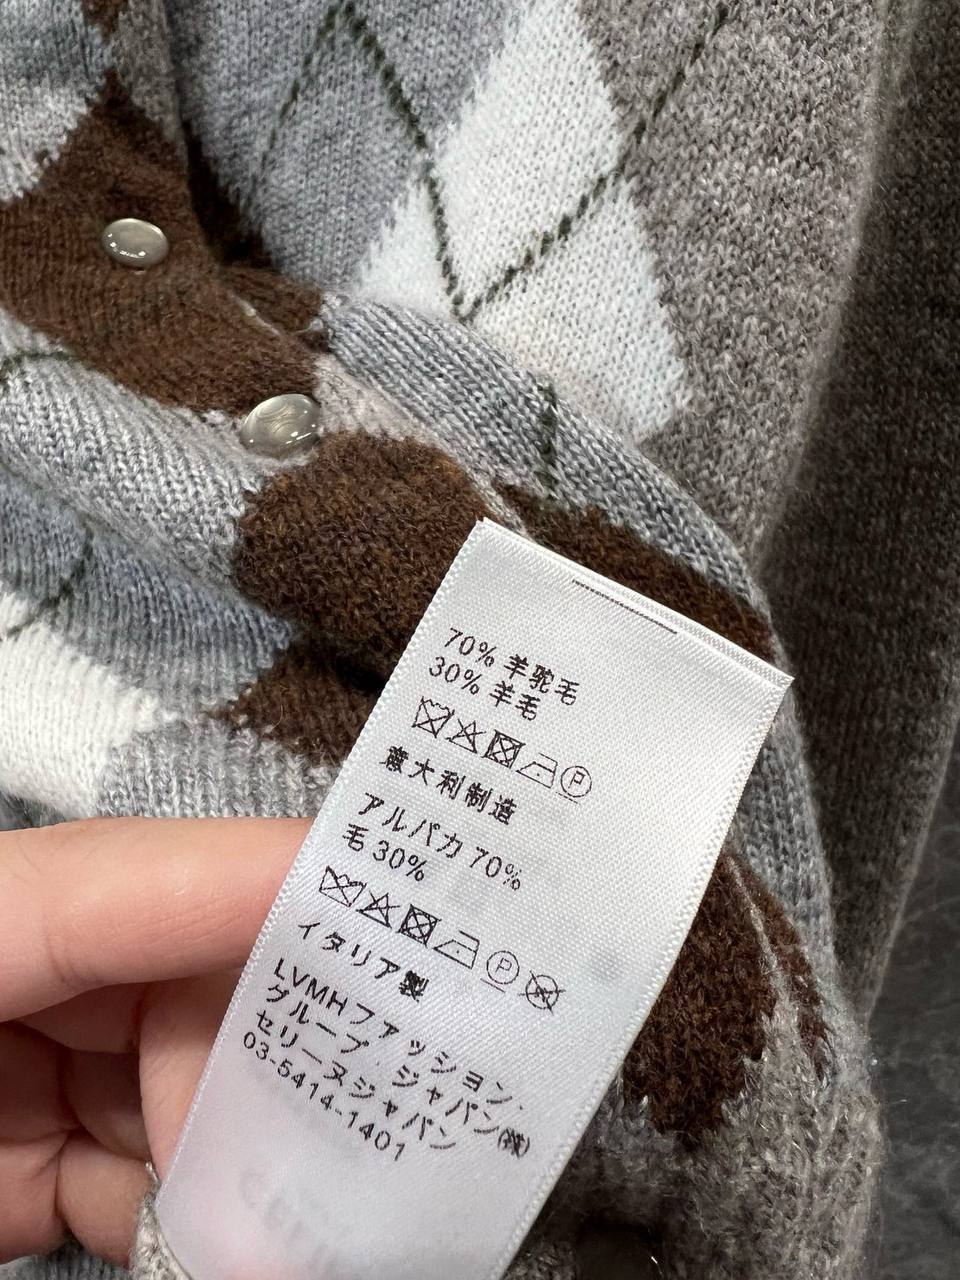 70% 羊驼毛
30% 羊毛
P
意大利制造
アルパカ 70%
毛 30%
P
イタリア製
LVMHファッション.
グループ.ジャパン㈱
セリーヌジャパン
03-5414-1401